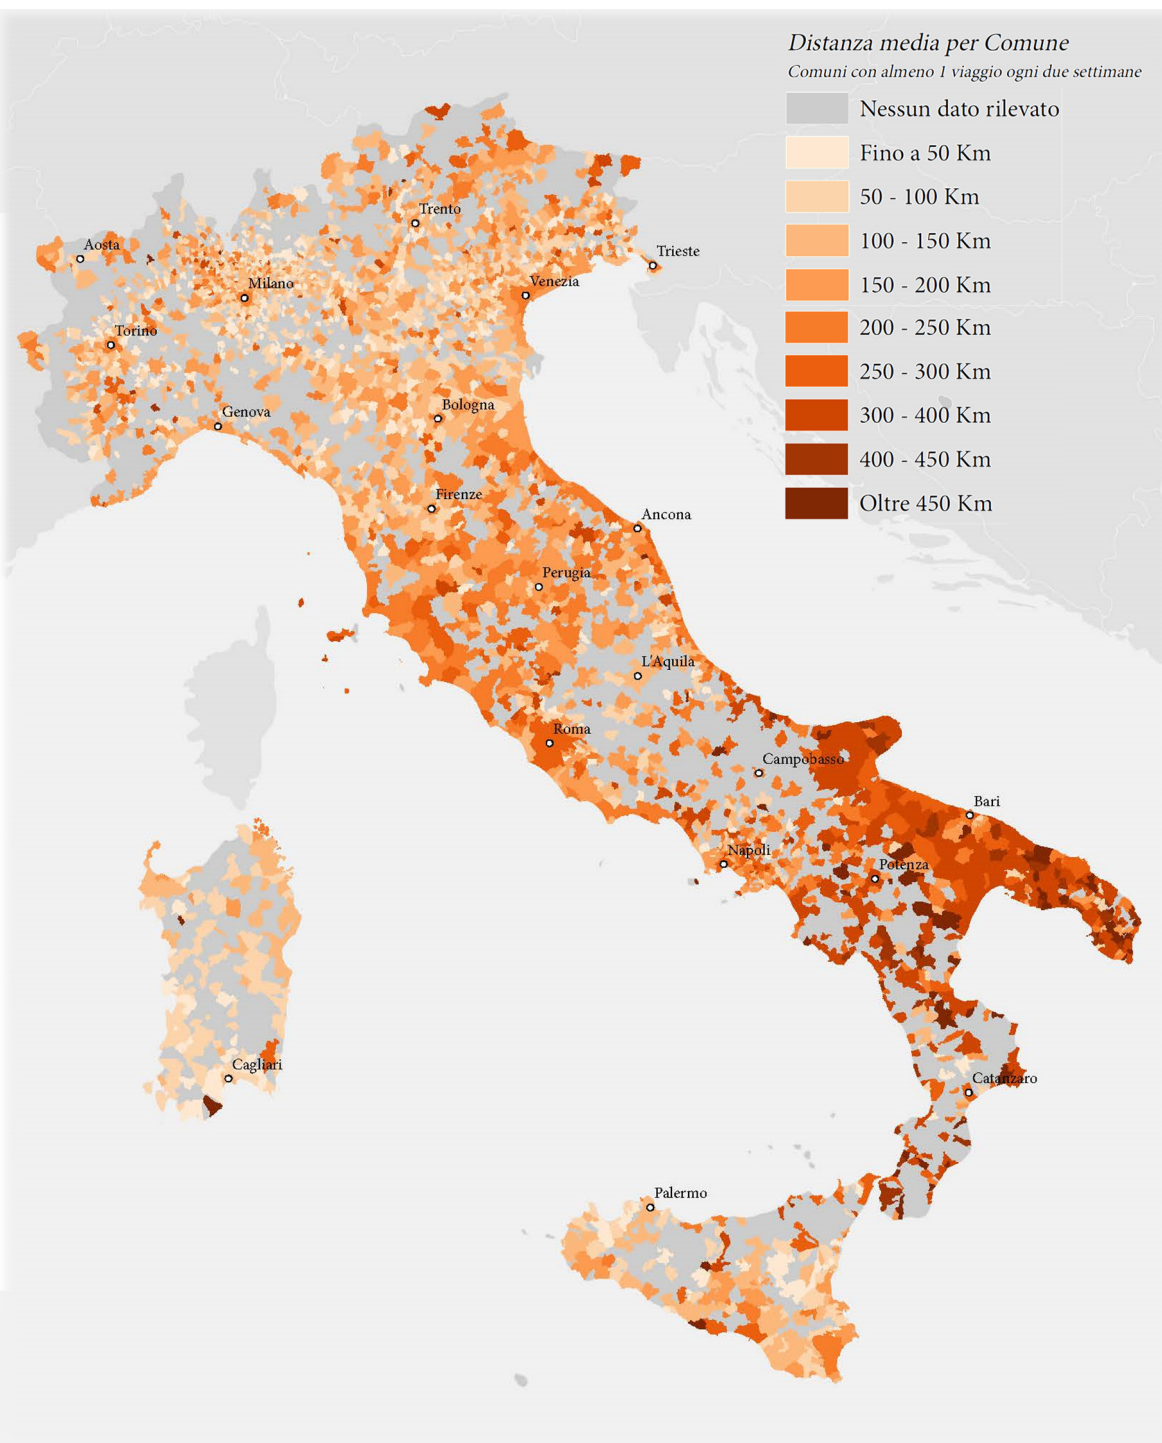 Distanza media per Comune
Comuni con almeno 1 viaggio ogni due settimane
Nessun dato rilevato
Fino a 50 Km
50 - 100 Km
100 - 150 Km
150 - 200 Km
200 - 250 Km
250 - 300 Km
300 - 400 Km
400 - 450 Km
Oltre 450 Km
Trento
Aosta
Trieste
Milano
Venezia
Torino
Genova
Bologna
Firenze
Ancona
Perugia
L'Aquila
Roma
Campobasso
Bari
Napoli
Potenza
Cagliari
Catanzaro
Palermo